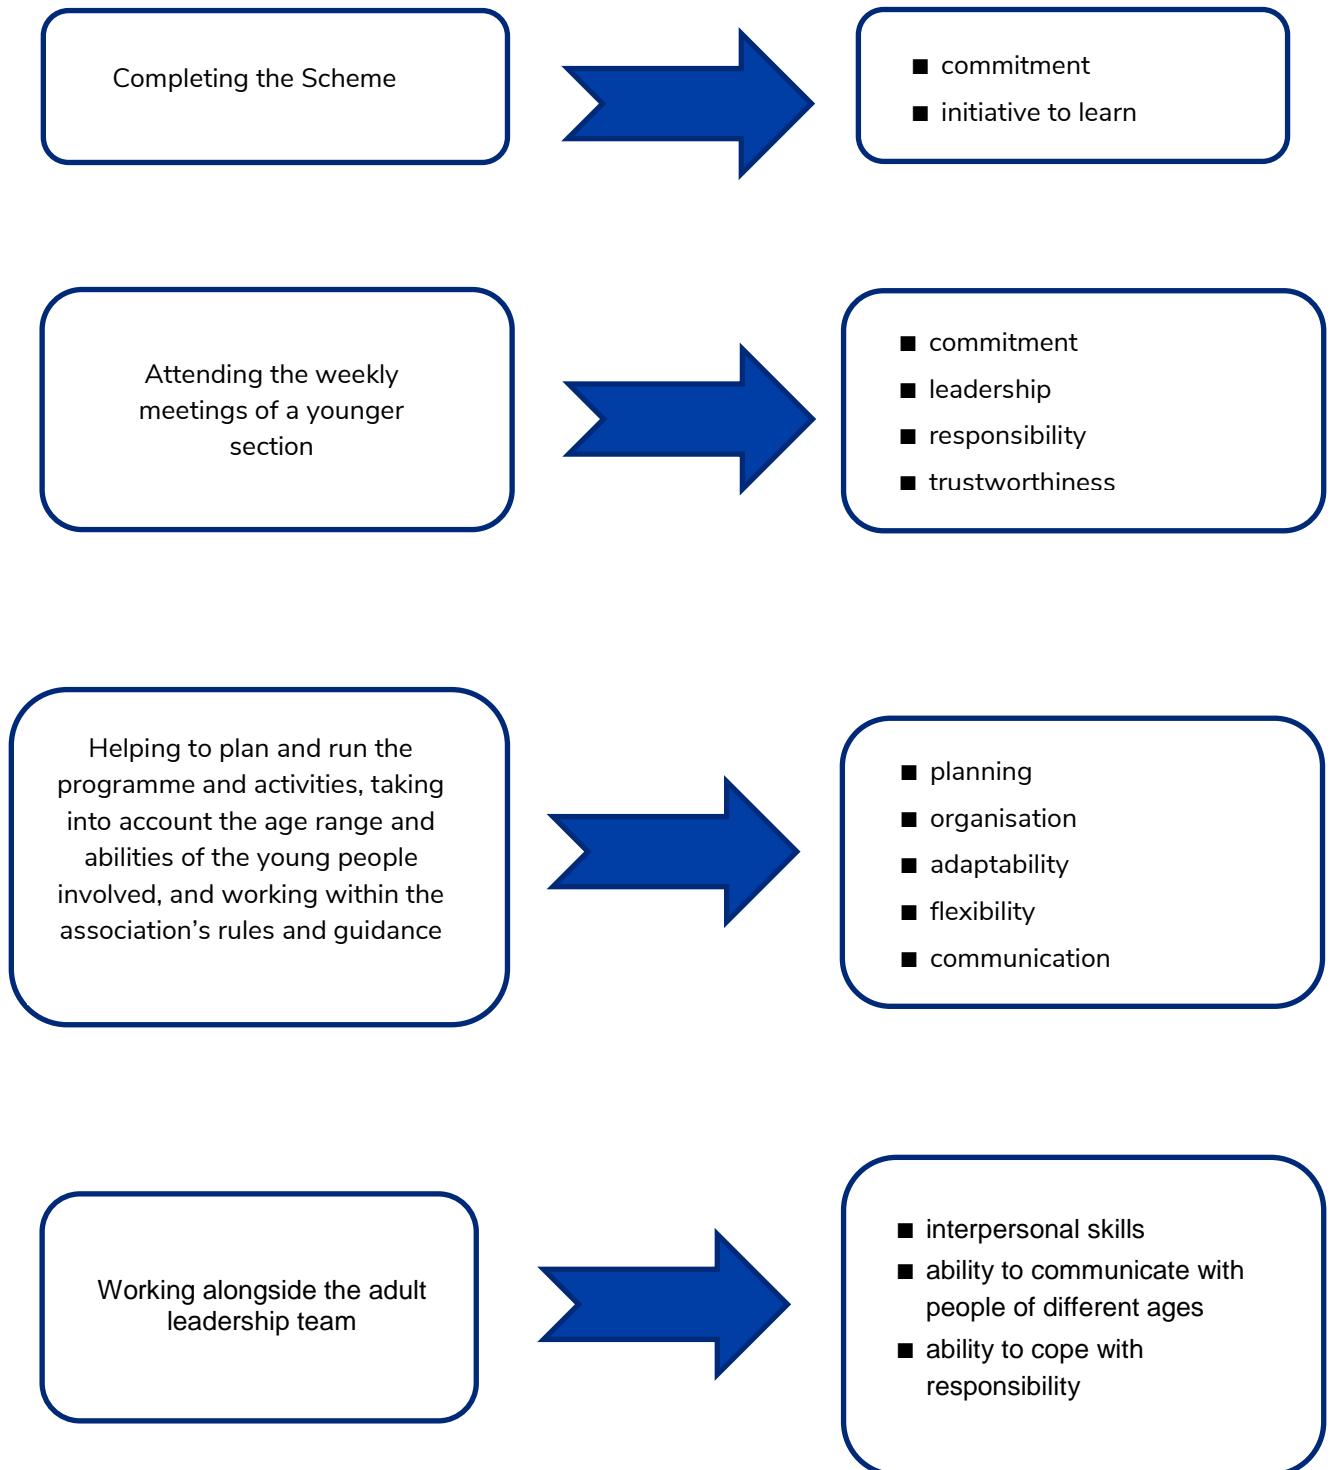 Completing the Scheme
■ commitment
■ initiative to learn
Attending the weekly
meetings of a younger
section
■ commitment
■ leadership
■ responsibility
■ trustworthiness
Helping to plan and run the
programme and activities, taking
into account the age range and
abilities of the young people
involved, and working within the
association’s rules and guidance
■ planning
■ organisation
■ adaptability
■ flexibility
■ communication
Working alongside the adult
leadership team
■ interpersonal skills
■ ability to communicate with
people of different ages
■ ability to cope with
responsibility